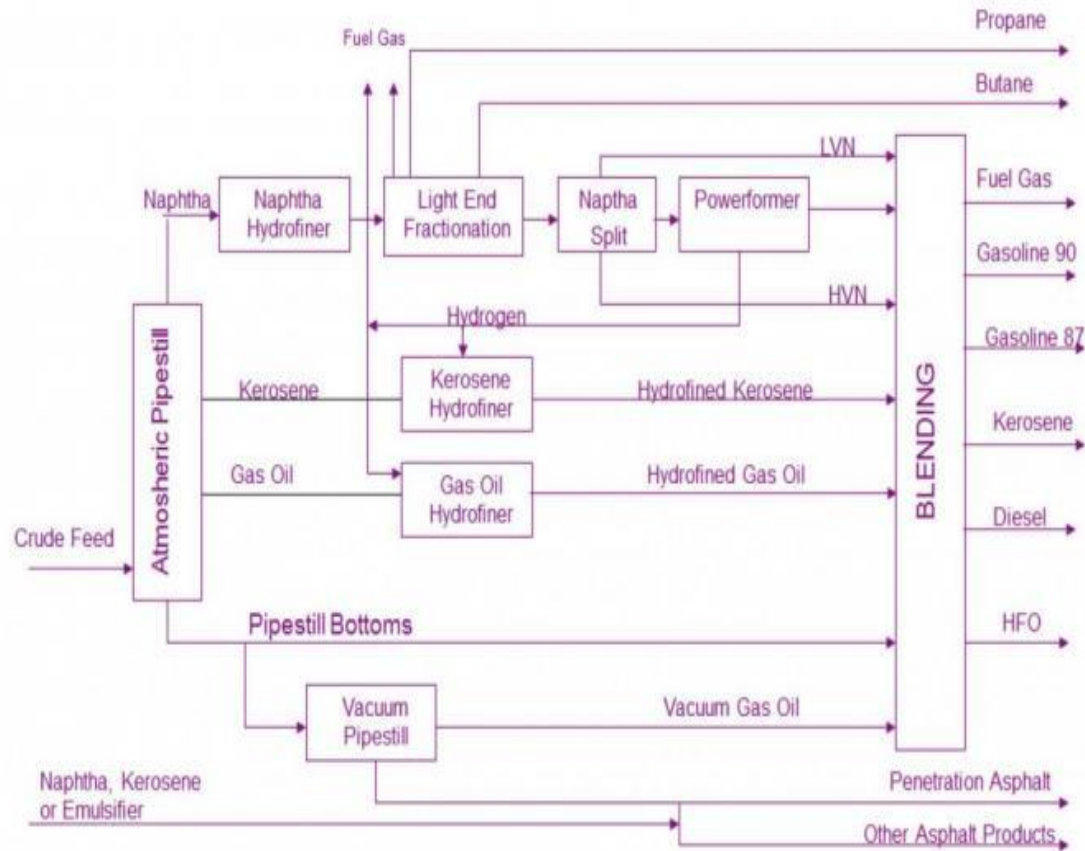 Propane
Fuel Gas
Butane
LVN
Naphtha
Naphtha
Hydrofiner
Light End
Fractionation
Naptha
Split
Powerformer
Fuel Gas
Gasoline 90
HVN
Hydrogen
Gasoline 87
Atmosheric Pipestill
Kerosene
Kerosene
Hydrofiner
Hydrofined Kerosene
BLENDING
Kerosene
Gas Oil
Gas Oil
Hydrofiner
Hydrofined Gas Oil
Diesel
Crude Feed
Pipestill Bottoms
HFO
Vacuum
Pipestill
Vacuum Gas Oil
Naphtha, Kerosene
or Emulsifier
Penetration Asphalt
Other Asphalt Products